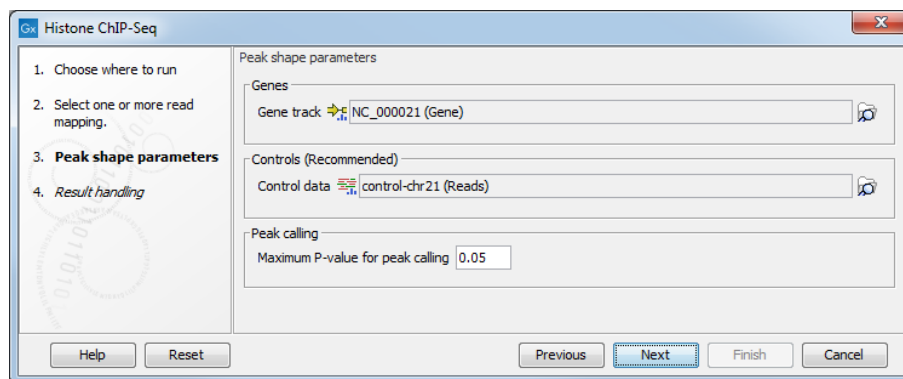 Gx Histone ChIP-Seq
1. Choose where to run
2. Select one or more read
mapping.
3. Peak shape parameters
4. Result handling
Peak shape parameters
Genes
Gene track NC_000021 (Gene)
Controls (Recommended)
Control data control-chr21 (Reads)
Peak calling
Maximum P-value for peak calling 0.05
Help Reset Previous Next Finish Cancel